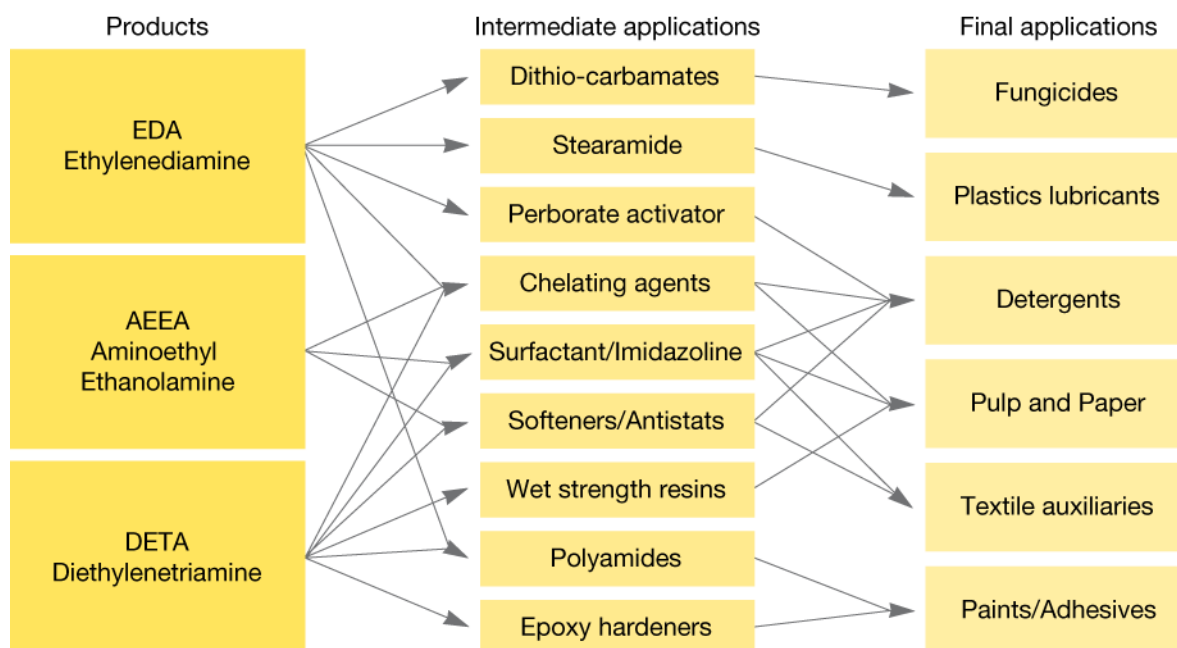 Products
Intermediate applications
Final applications
EDA
Ethylenediamine
AEEA
Aminoethyl
Ethanolamine
DETA
Diethylenetriamine
Dithio-carbamates
Stearamide
Perborate activator
Chelating agents
Surfactant/Imidazoline
Softeners/Antistats
Wet strength resins
Polyamides
Epoxy hardeners
Fungicides
Plastics lubricants
Detergents
Pulp and Paper
Textile auxiliaries
Paints/Adhesives